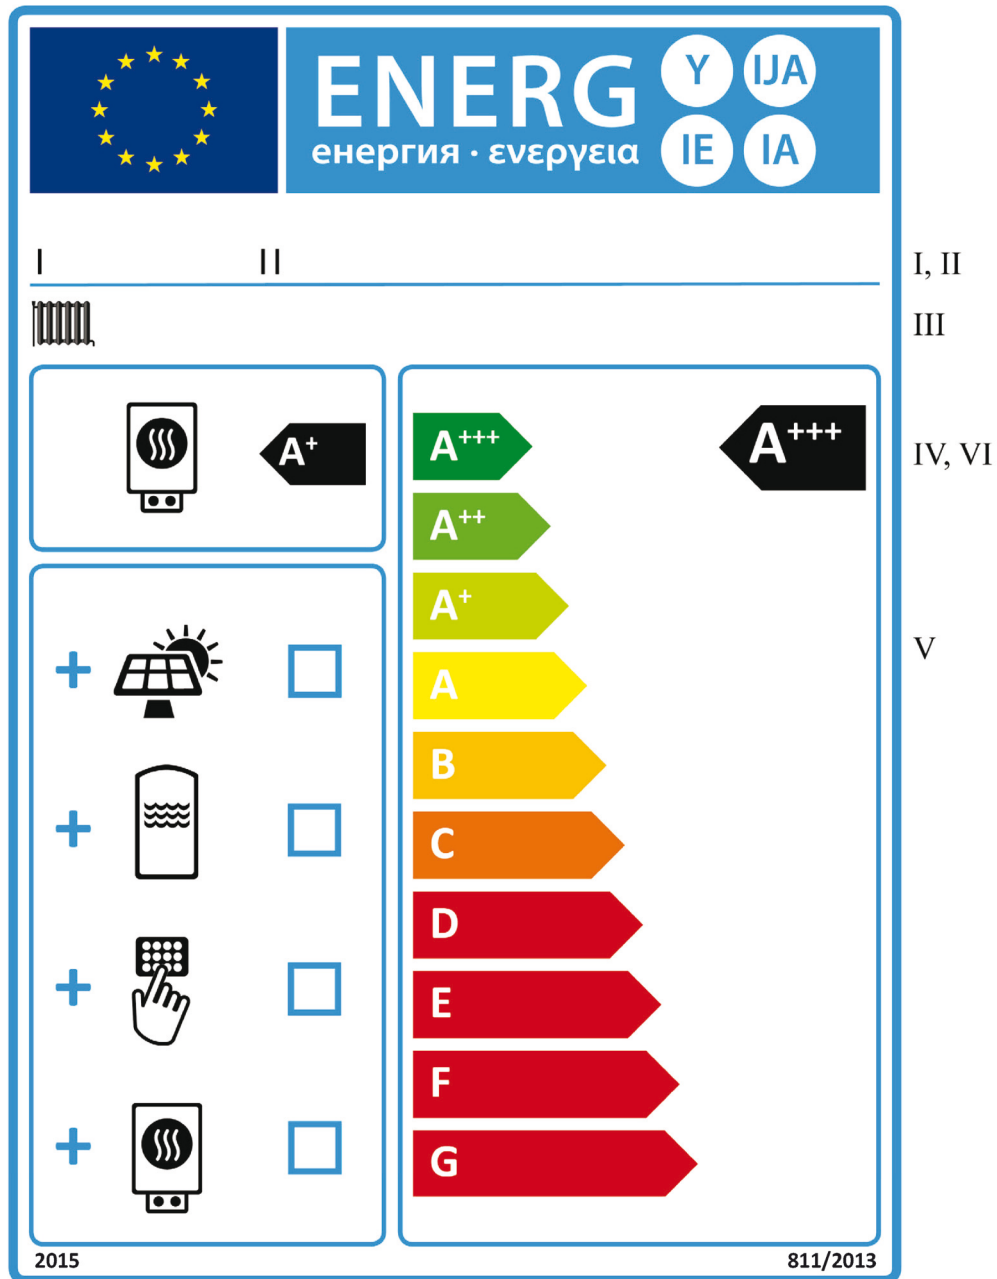 ENERG Y IJA
енергия · ενεργεια IE IA
I II I, II
III
A+ A+++ A+++ IV, VI
A++
A+
A V
B
C
D
E
F
G
2015 811/2013